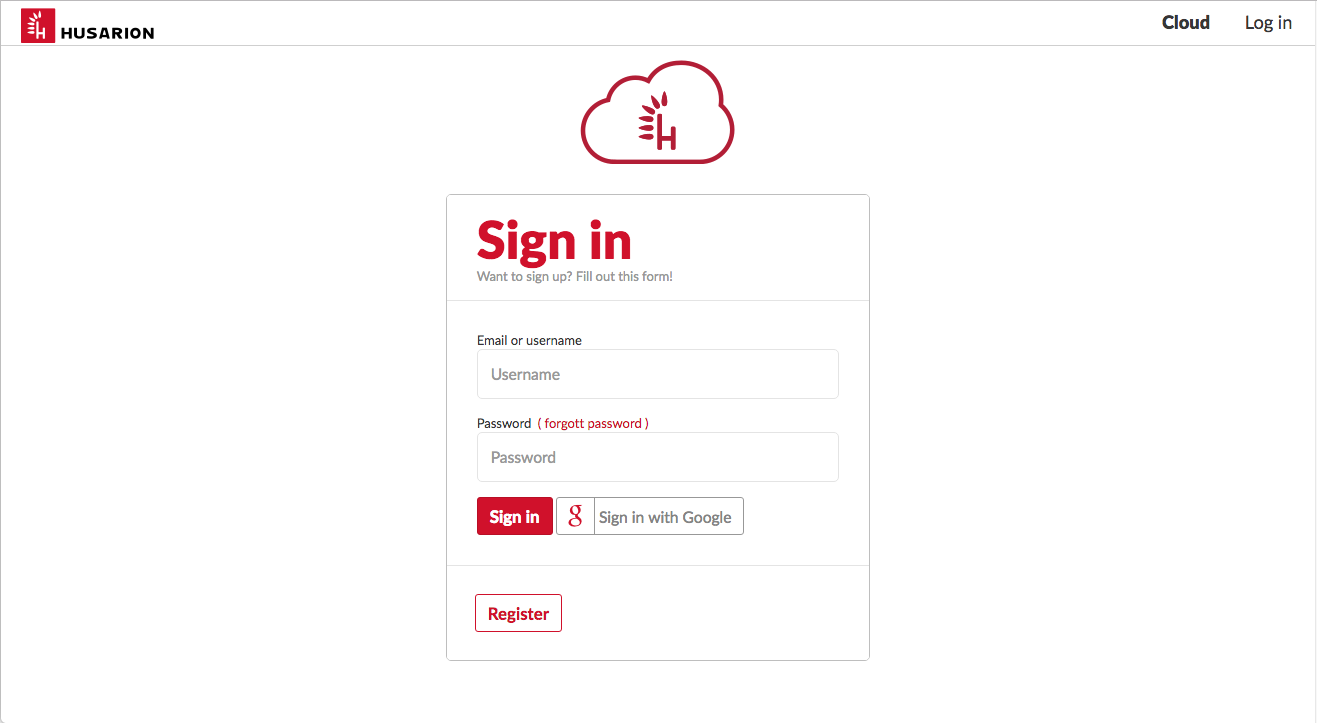 HUSARION
Cloud Log in
Sign in
Want to sign up? Fill out this form!
Email or username
Username
Password ( forgott password )
Password
Sign in g Sign in with Google
Register